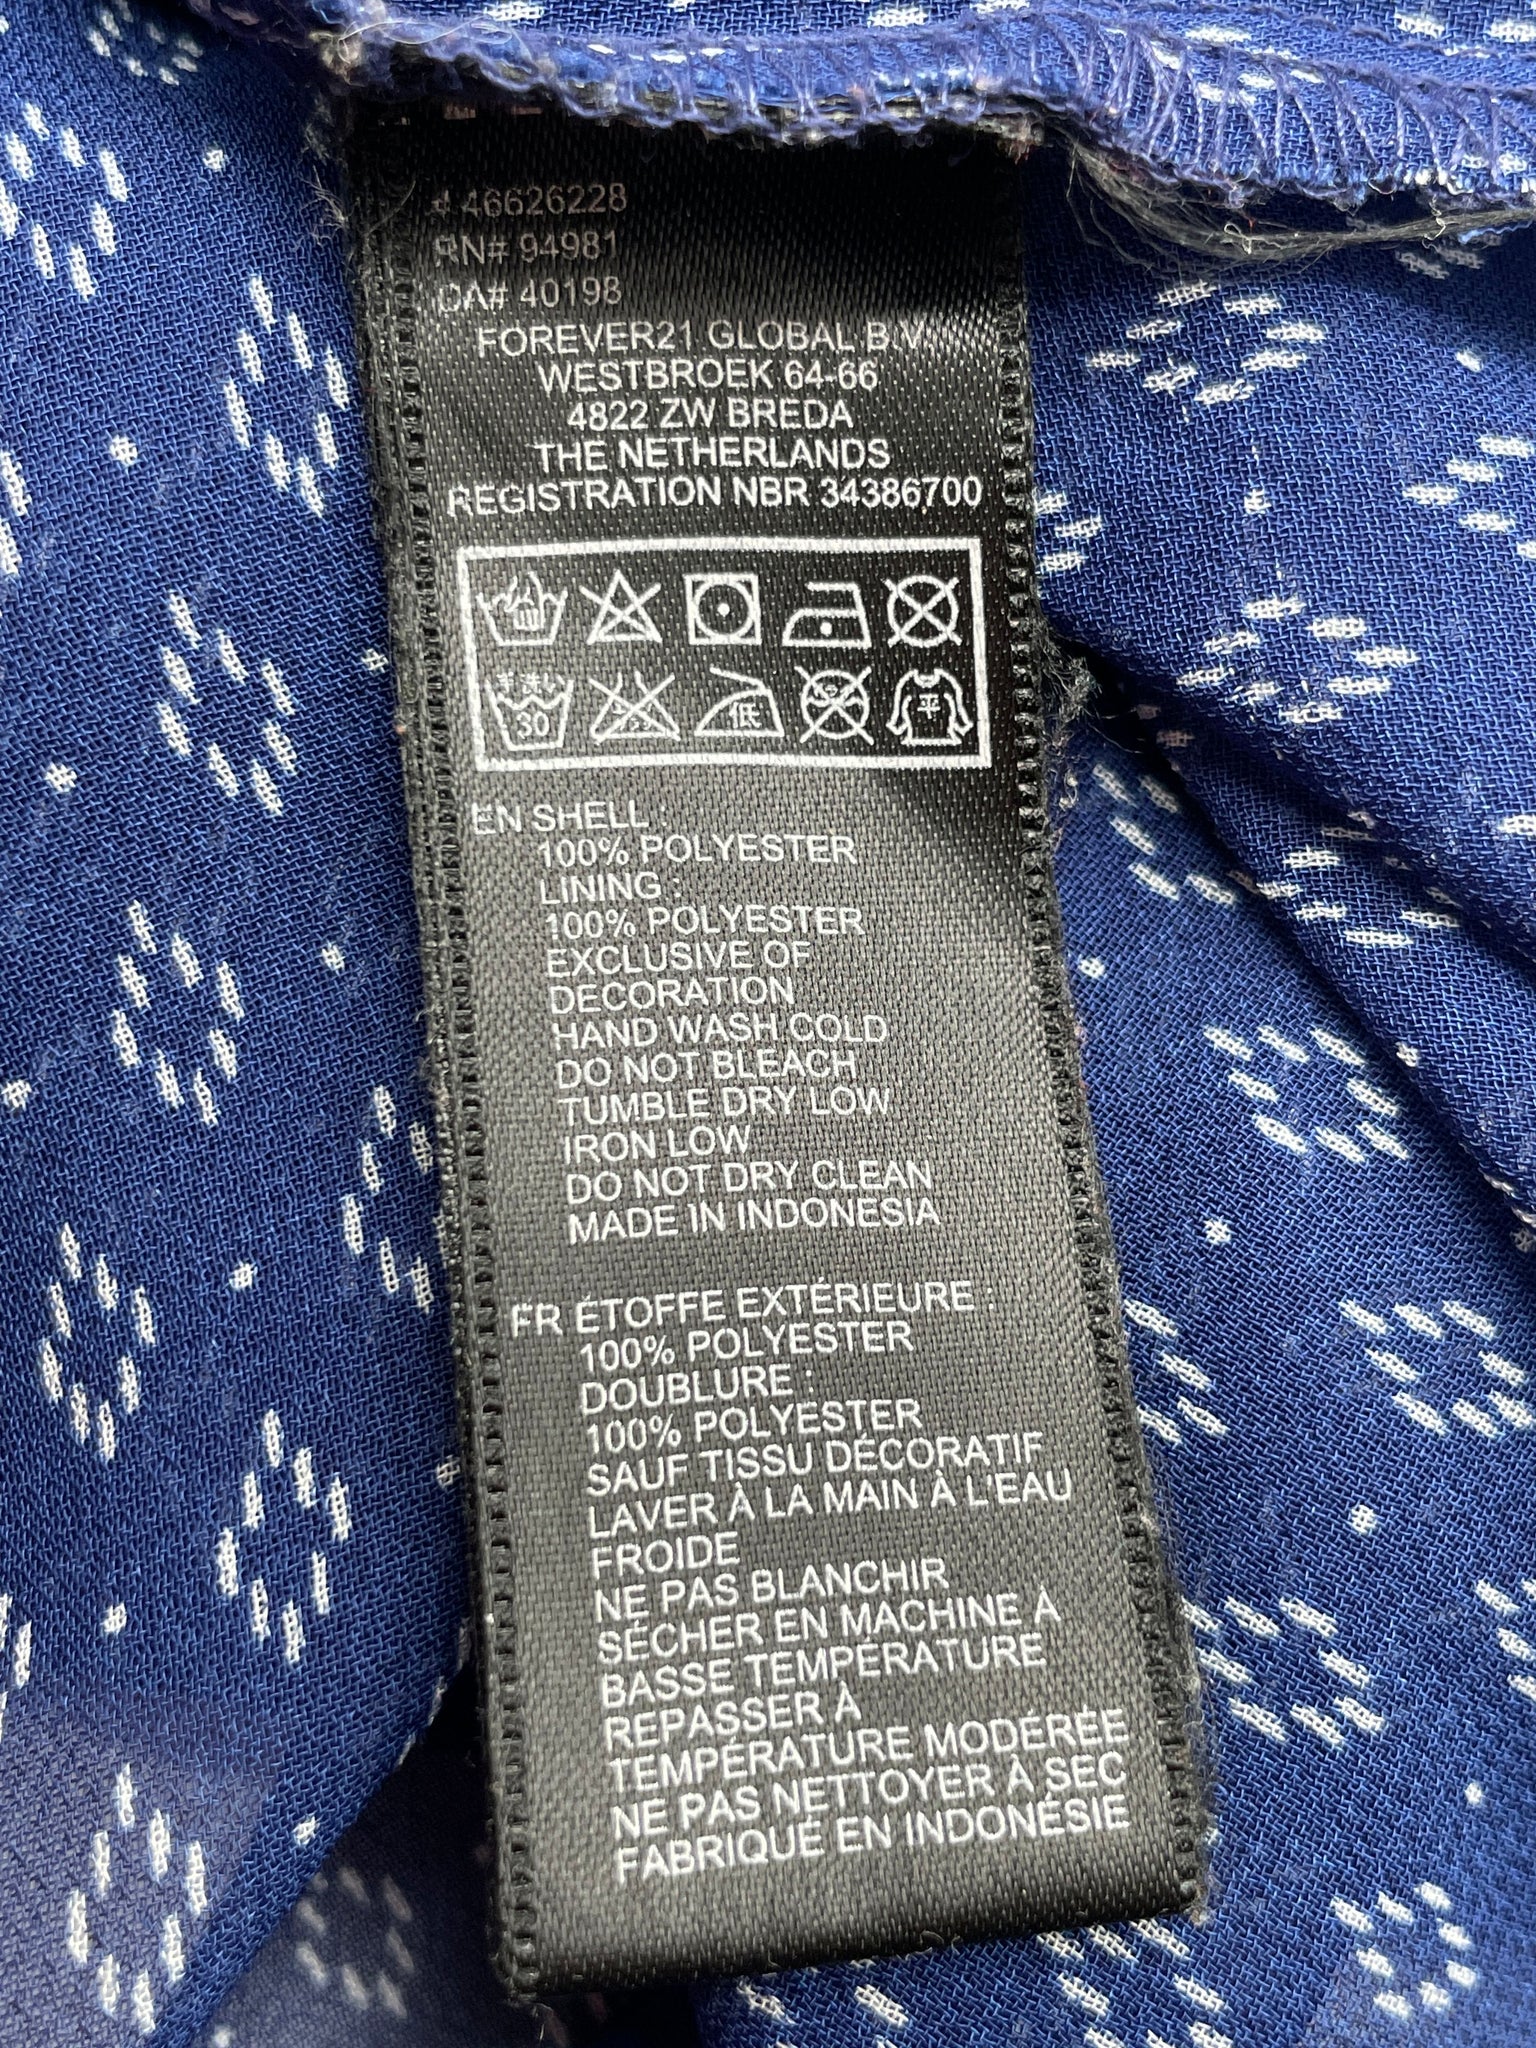 # 46626228
RN# 94981
CA# 40198
FOREVER21 GLOBAL B.V.
WESTBROEK 64-66
4822 ZW BREDA
THE NETHERLANDS
REGISTRATION NBR 34386700
30
低
平
EN SHELL :
100% POLYESTER
LINING :
100% POLYESTER
EXCLUSIVE OF
DECORATION
HAND WASH COLD
DO NOT BLEACH
TUMBLE DRY LOW
IRON LOW
DO NOT DRY CLEAN
MADE IN INDONESIA
FR ÉTOFFE EXTÉRIEURE :
100% POLYESTER
DOUBLURE :
100% POLYESTER
SAUF TISSU DÉCORATIF
LAVER À LA MAIN À L'EAU
FROIDE
NE PAS BLANCHIR
SÉCHER EN MACHINE À
BASSE TEMPÉRATURE
REPASSER À
TEMPÉRATURE MODÉRÉE
NE PAS NETTOYER À SEC
FABRIQUÉ EN INDONÉSIE